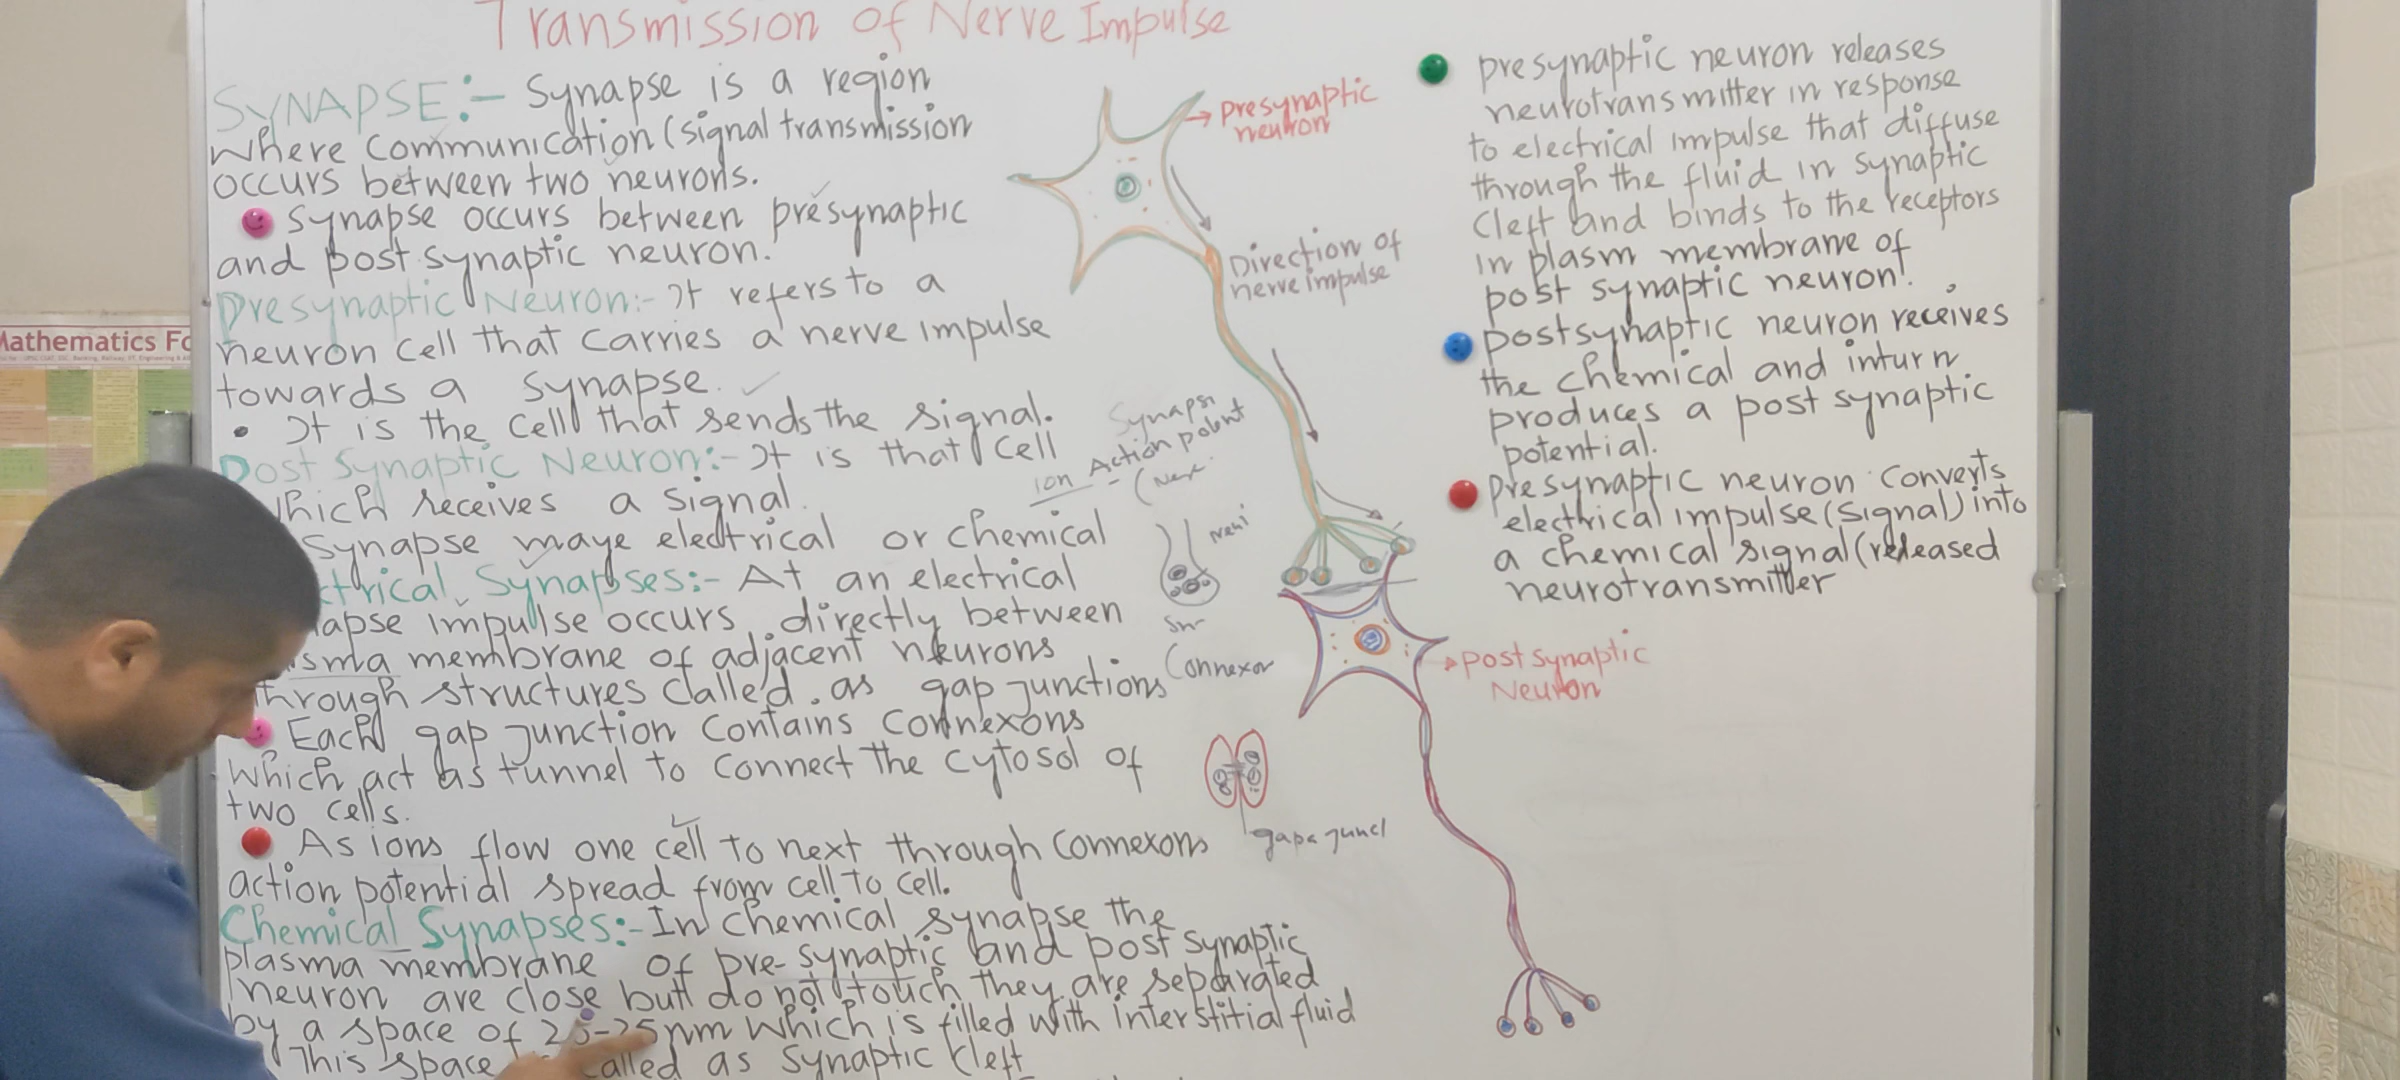 Transmission of Nerve Impulse
SYNAPSE:- Synapse is a region
where communication (signal transmission
occurs between two neurons.
synapse occurs between presynaptic
and post synaptic neuron.
Presynaptic Neuron:- It refers to a
neuron cell that carries a nerve impulse
towards a synapse.
• It is the cell that sends the signal.
Post Synaptic Neuron:- It is that cell
which receives a signal.
Synapse maye electrical or chemical
ctrical Synapses:- At an electrical
apse impulse occurs directly between
sma membrane of adjacent neurons
through structures called as gap junctions
Each gap junction contains connexons
which act as tunnel to connect the cytosol of
two cells.
As ions flow one cell to next through connexons
action potential spread from cell to cell.
Chemical Synapses:- In chemical synapse the
plasma membrane of pre-synaptic and post synaptic
neuron are close but do not touch they are separated
by a space of nm which is filled with interstitial fluid
This space called as synaptic cleft
presynaptic
neuron
Direction of
nerve impulse
ion Action potent
Connexor
gap junct
post synaptic
Neuron
presynaptic neuron releases
neurotransmitter in response
to electrical impulse that diffuse
through the fluid in synaptic
cleft and binds to the receptors
in plasm membrane of
post synaptic neuron.
postsynaptic neuron receives
the chemical and inturn
produces a post synaptic
potential.
presynaptic neuron converts
electrical impulse (signal) into
a chemical signal (released
neurotransmitter
Mathematics Fo